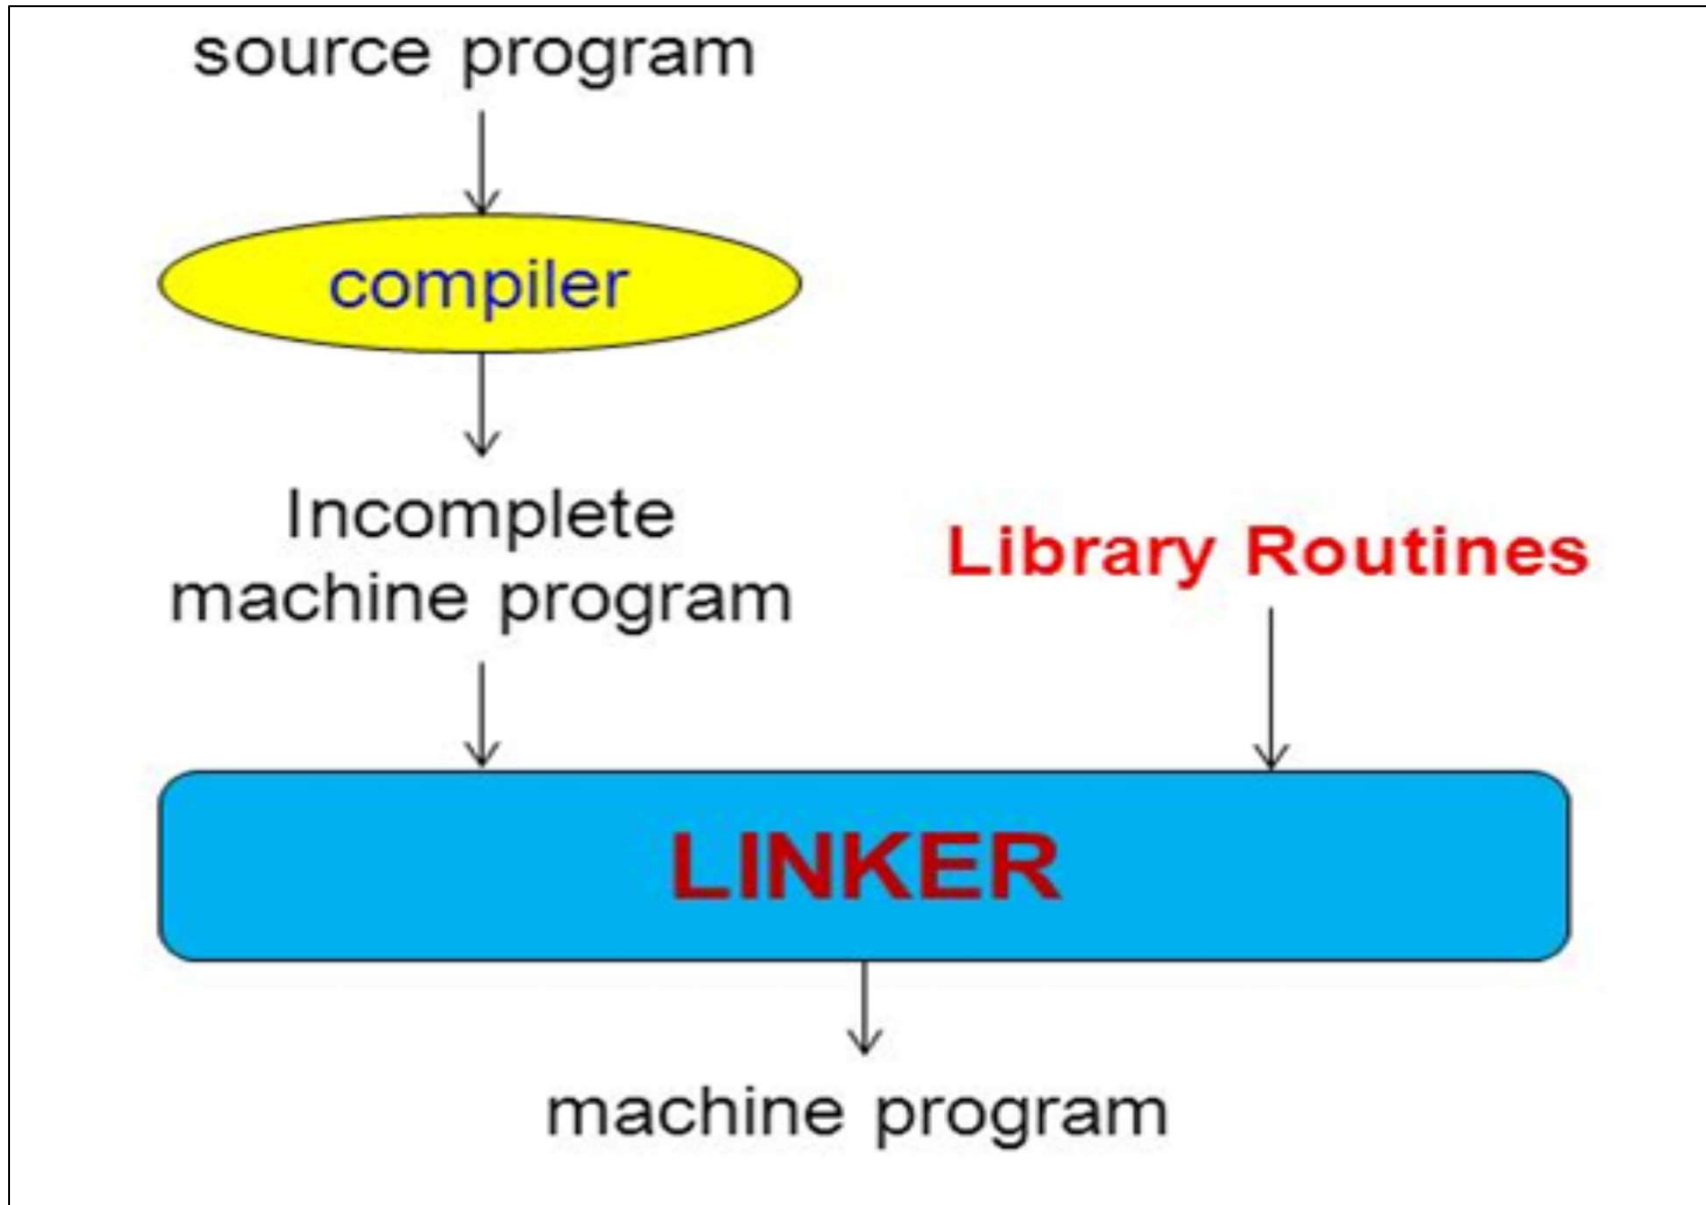 source program
compiler
Incomplete
machine program
Library Routines
LINKER
machine program